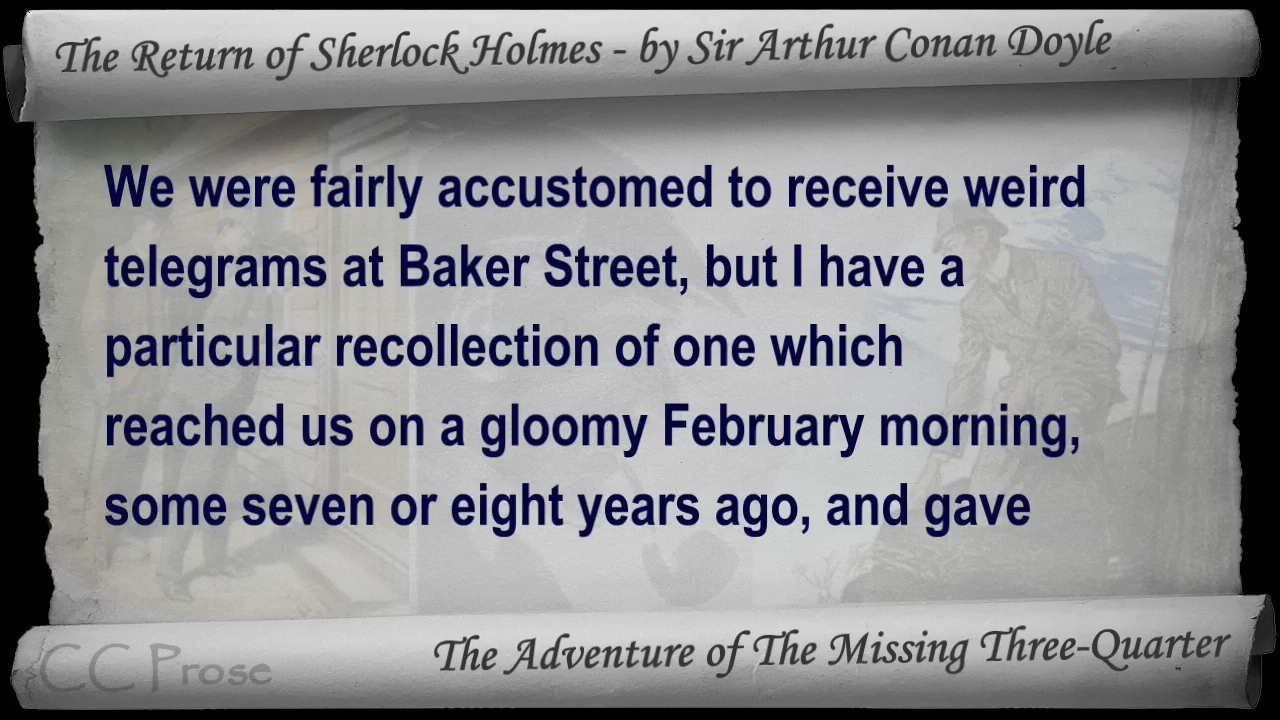 The Return of Sherlock Holmes - by Sir Arthur Conan Doyle
We were fairly accustomed to receive weird
telegrams at Baker Street, but I have a
particular recollection of one which
reached us on a gloomy February morning,
some seven or eight years ago, and gave
CC Prose
The Adventure of The Missing Three-Quarter